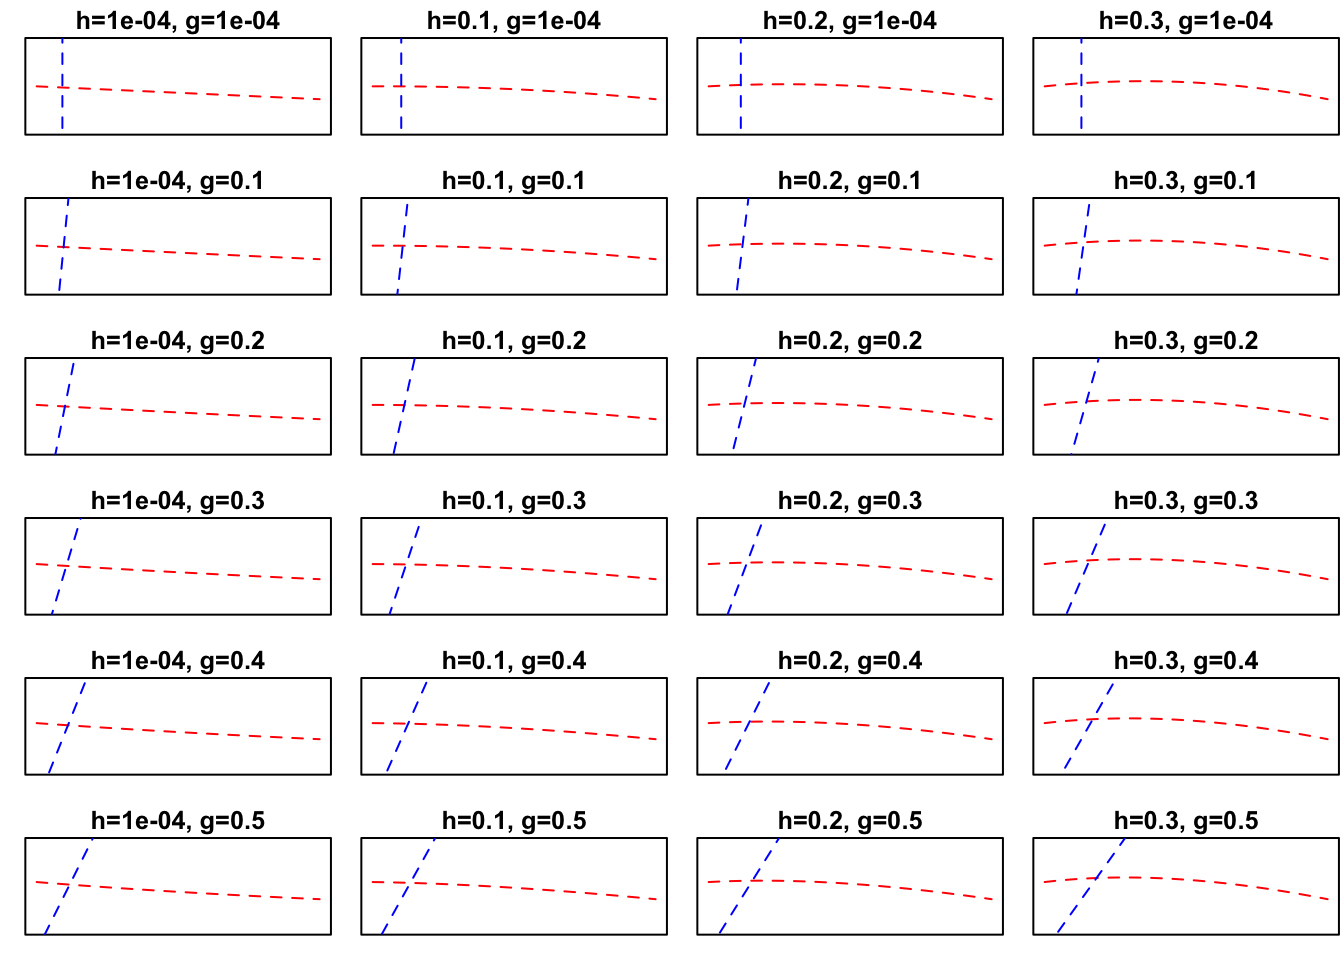 h=1e-04, g=1e-04
h=0.1, g=1e-04
h=0.2, g=1e-04
h=0.3, g=1e-04
h=1e-04, g=0.1
h=0.1, g=0.1
h=0.2, g=0.1
h=0.3, g=0.1
h=1e-04, g=0.2
h=0.1, g=0.2
h=0.2, g=0.2
h=0.3, g=0.2
h=1e-04, g=0.3
h=0.1, g=0.3
h=0.2, g=0.3
h=0.3, g=0.3
h=1e-04, g=0.4
h=0.1, g=0.4
h=0.2, g=0.4
h=0.3, g=0.4
h=1e-04, g=0.5
h=0.1, g=0.5
h=0.2, g=0.5
h=0.3, g=0.5